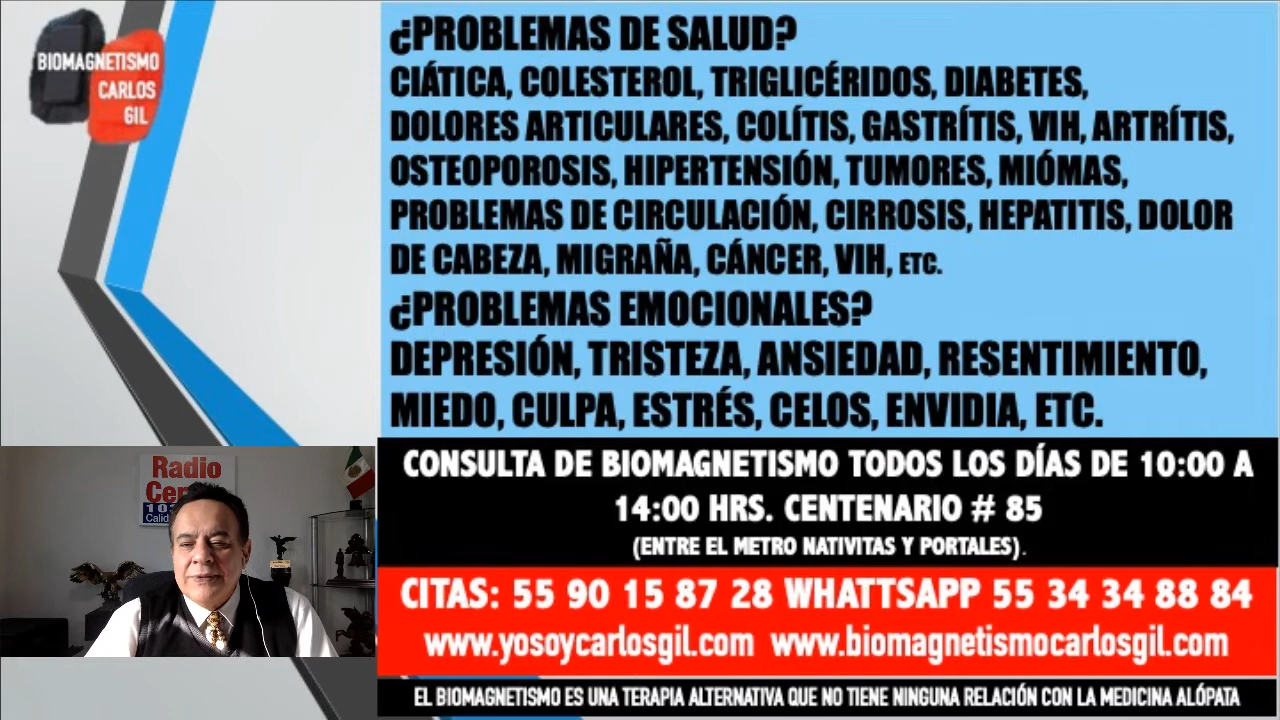 BIOMAGNETISMO
CARLOS
GIL
¿PROBLEMAS DE SALUD?
CIÁTICA, COLESTEROL, TRIGLICÉRIDOS, DIABETES,
DOLORES ARTICULARES, COLÍTIS, GASTRÍTIS, VIH, ARTRÍTIS,
OSTEOPOROSIS, HIPERTENSIÓN, TUMORES, MIÓMAS,
PROBLEMAS DE CIRCULACIÓN, CIRROSIS, HEPATITIS, DOLOR
DE CABEZA, MIGRAÑA, CÁNCER, VIH, ETC.
¿PROBLEMAS EMOCIONALES?
DEPRESIÓN, TRISTEZA, ANSIEDAD, RESENTIMIENTO,
MIEDO, CULPA, ESTRÉS, CELOS, ENVIDIA, ETC.
CONSULTA DE BIOMAGNETISMO TODOS LOS DÍAS DE 10:00 A
14:00 HRS. CENTENARIO # 85
(ENTRE EL METRO NATIVITAS Y PORTALES).
CITAS: 55 90 15 87 28 WHATTSAPP 55 34 34 88 84
www.yosoycarlosgil.com www.biomagnetismocarlosgil.com
EL BIOMAGNETISMO ES UNA TERAPIA ALTERNATIVA QUE NO TIENE NINGUNA RELACIÓN CON LA MEDICINA ALÓPATA
Radio